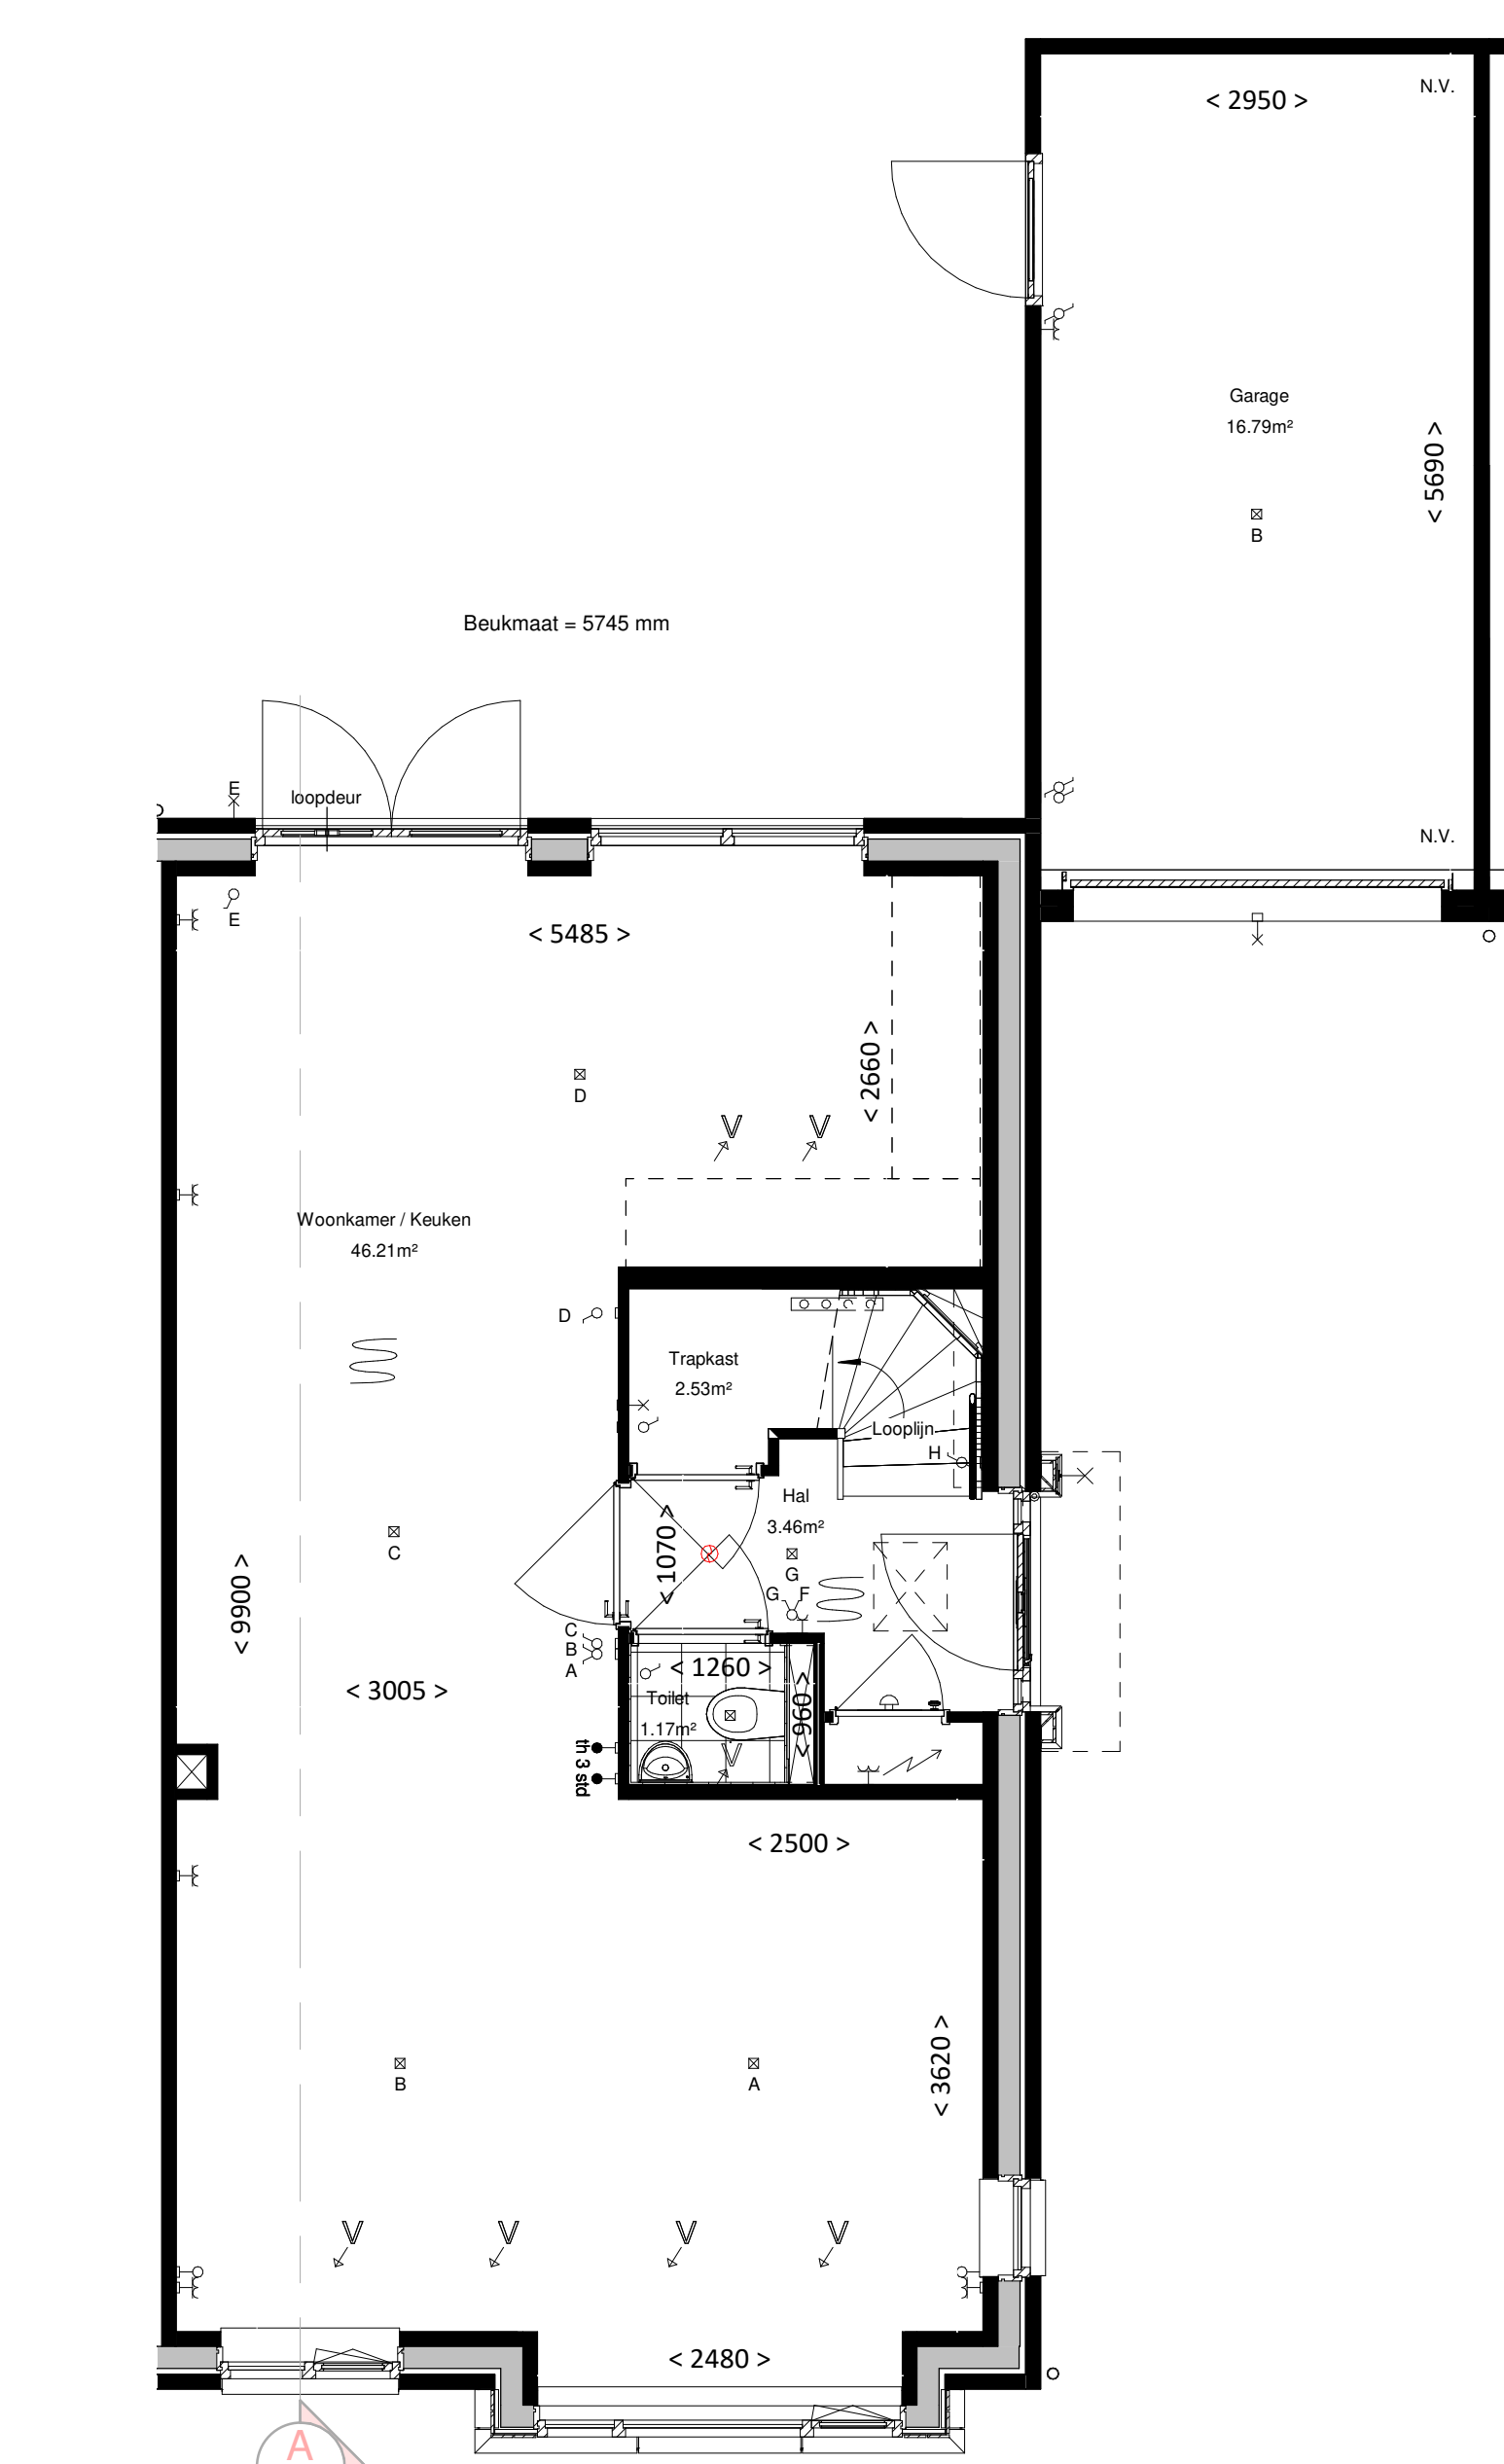 < 2950 >
N.V.
Garage
16.79m²
< 5690 >
B
Beukmaat = 5745 mm
E
loopdeur
N.V.
E
< 5485 >
< 2660 >
D
V
V
Woonkamer / Keuken
46.21m²
D
Trapkast
2.53m²
Looplijn
H
Hal
3.46m²
< 1070 >
C
G
G
F
< 9900 >
C
B
A
< 1260 >
< 3005 >
Toilet
1.17m²
< 960 >
th 3 std
V
< 2500 >
< 3620 >
B
A
V
V
V
V
< 2480 >
A